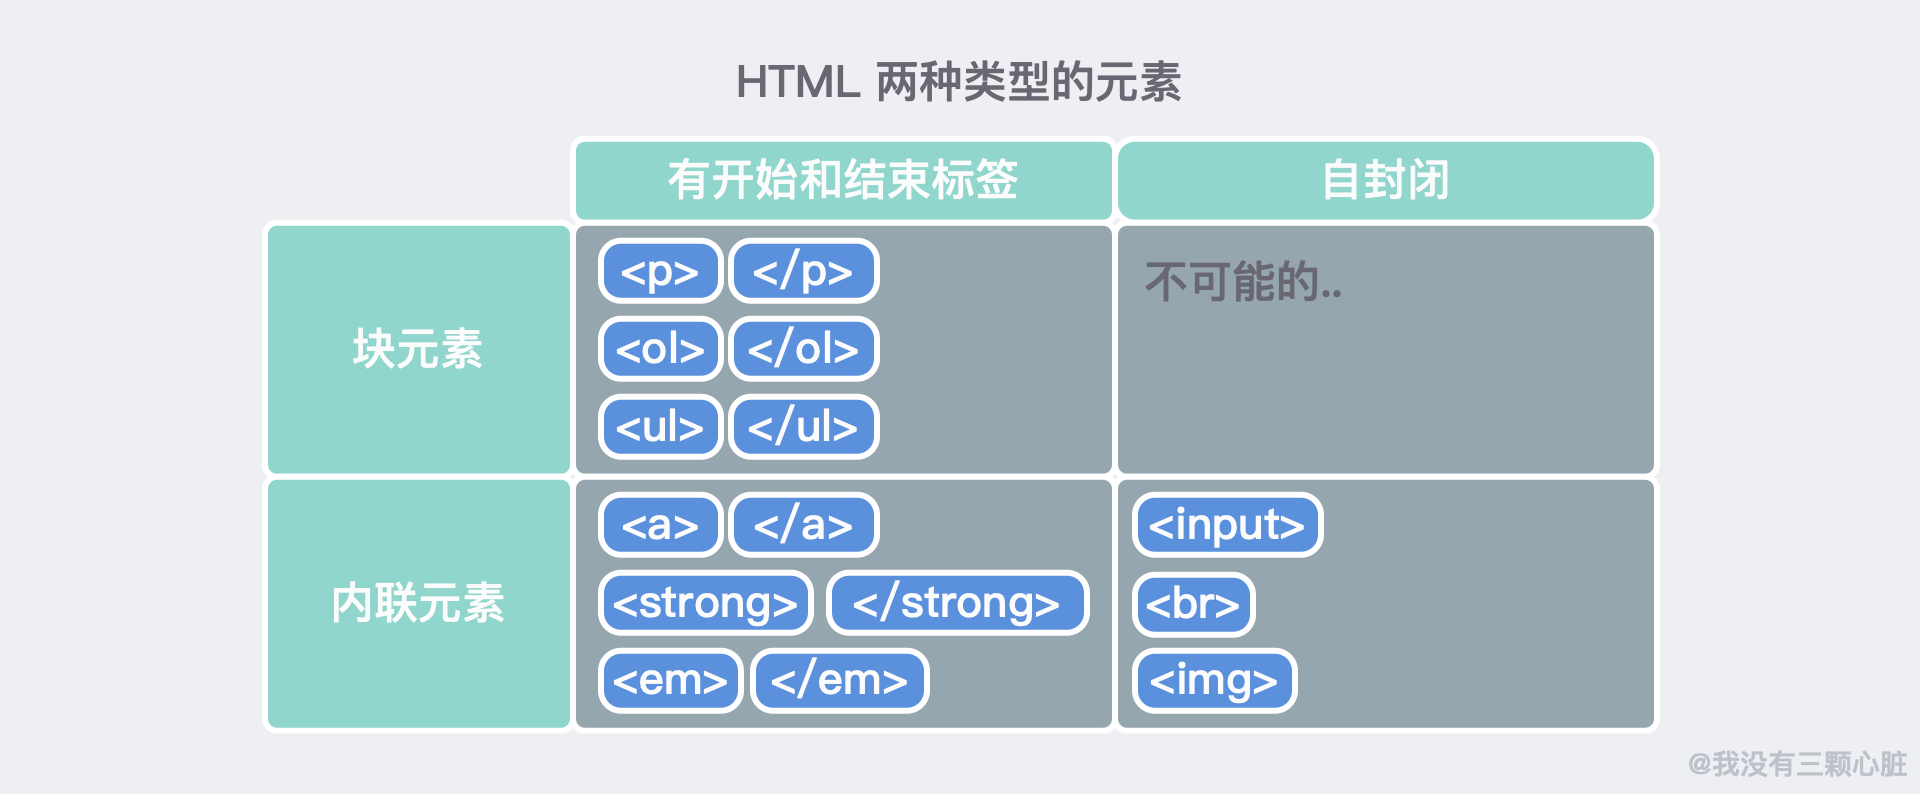 HTML 两种类型的元素
有开始和结束标签 自封闭
块元素
<p> </p>
<ol> </ol>
<ul> </ul>
不可能的..
内联元素
<a> </a>
<strong> </strong>
<em> </em>
<input>
<br>
<img>
@我没有三颗心脏